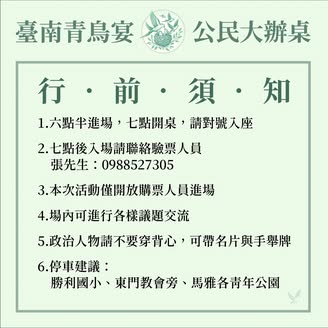 臺南青鳥宴 公民大辦桌
行・前・須・知
1.六點半進場，七點開桌，請對號入座
2.七點後入場請聯絡驗票人員
張先生：0988527305
3.本次活動僅開放購票人員進場
4.場內可進行各樣議題交流
5.政治人物請不要穿背心，可帶名片與手舉牌
6.停車建議：
勝利國小、東門教會旁、馬雅各青年公園